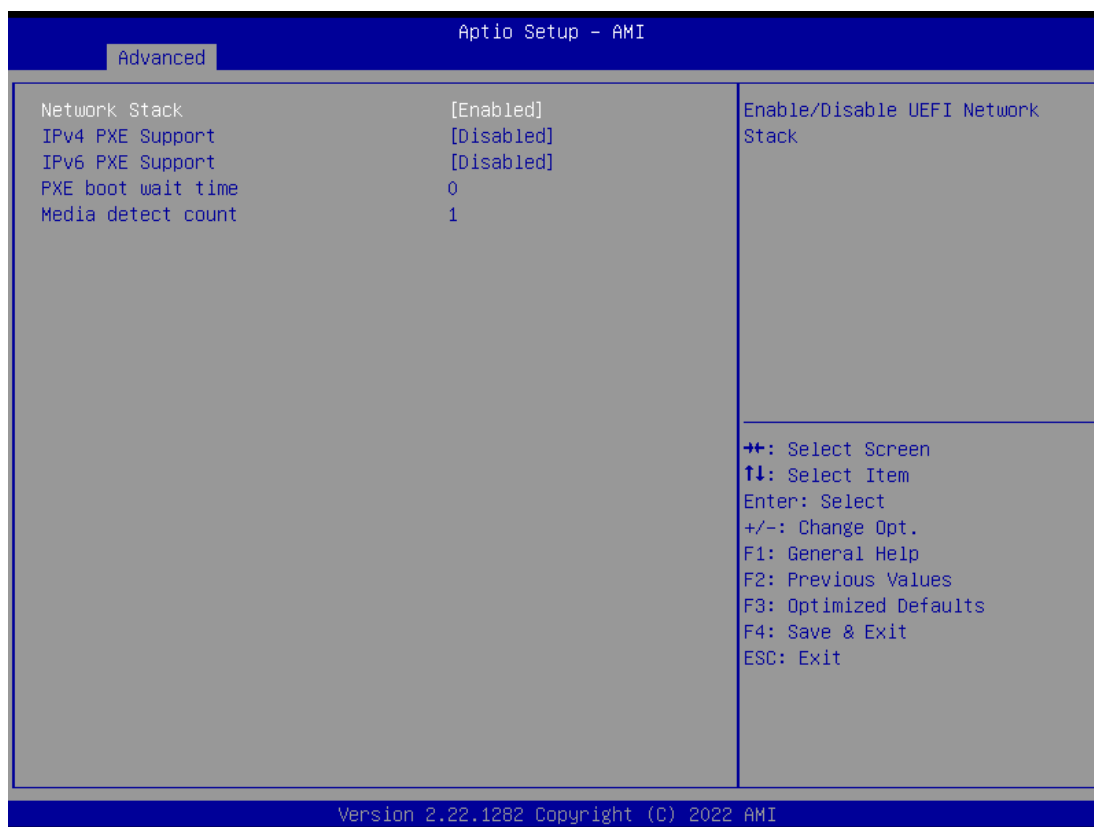 Aptio Setup – AMI
Advanced
Network Stack [Enabled]
IPv4 PXE Support [Disabled]
IPv6 PXE Support [Disabled]
PXE boot wait time 0
Media detect count 1
Enable/Disable UEFI Network
Stack
→←: Select Screen
↑↓: Select Item
Enter: Select
+/-: Change Opt.
F1: General Help
F2: Previous Values
F3: Optimized Defaults
F4: Save & Exit
ESC: Exit
Version 2.22.1282 Copyright (C) 2022 AMI